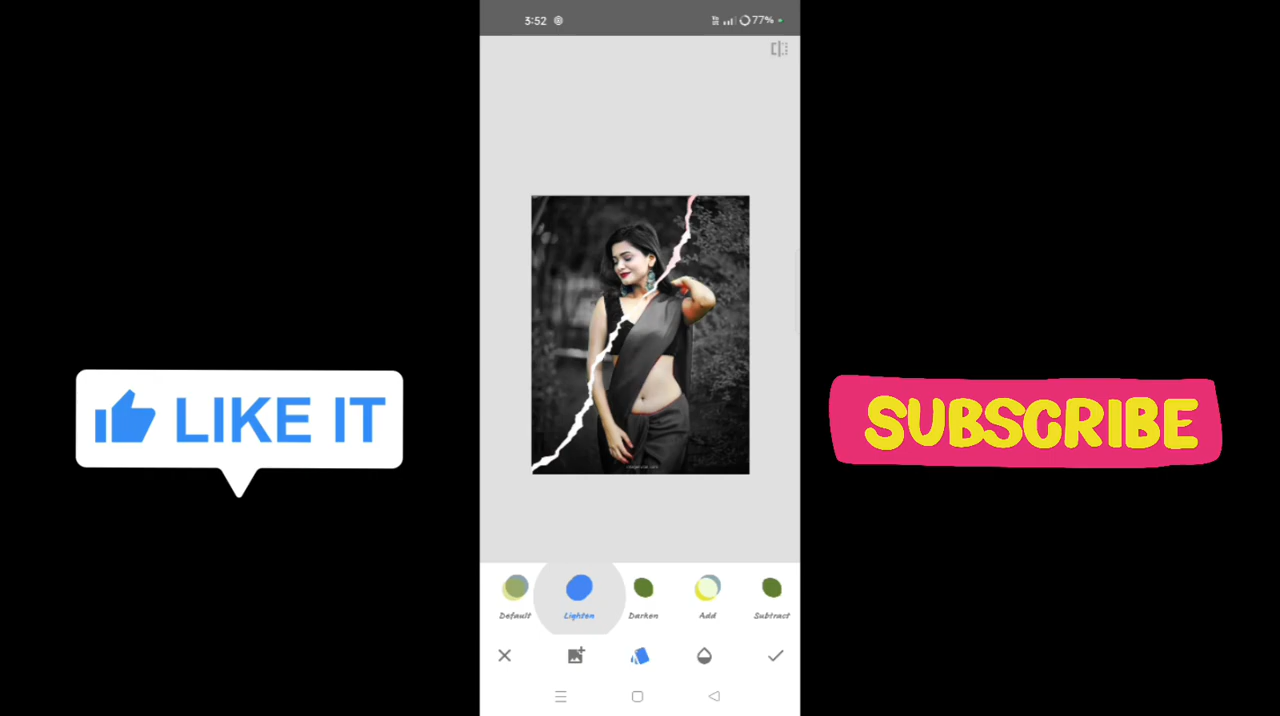 3:52
77%
LIKE IT
SUBSCRIBE
Default
Lighten
Darken
Add
Subtract